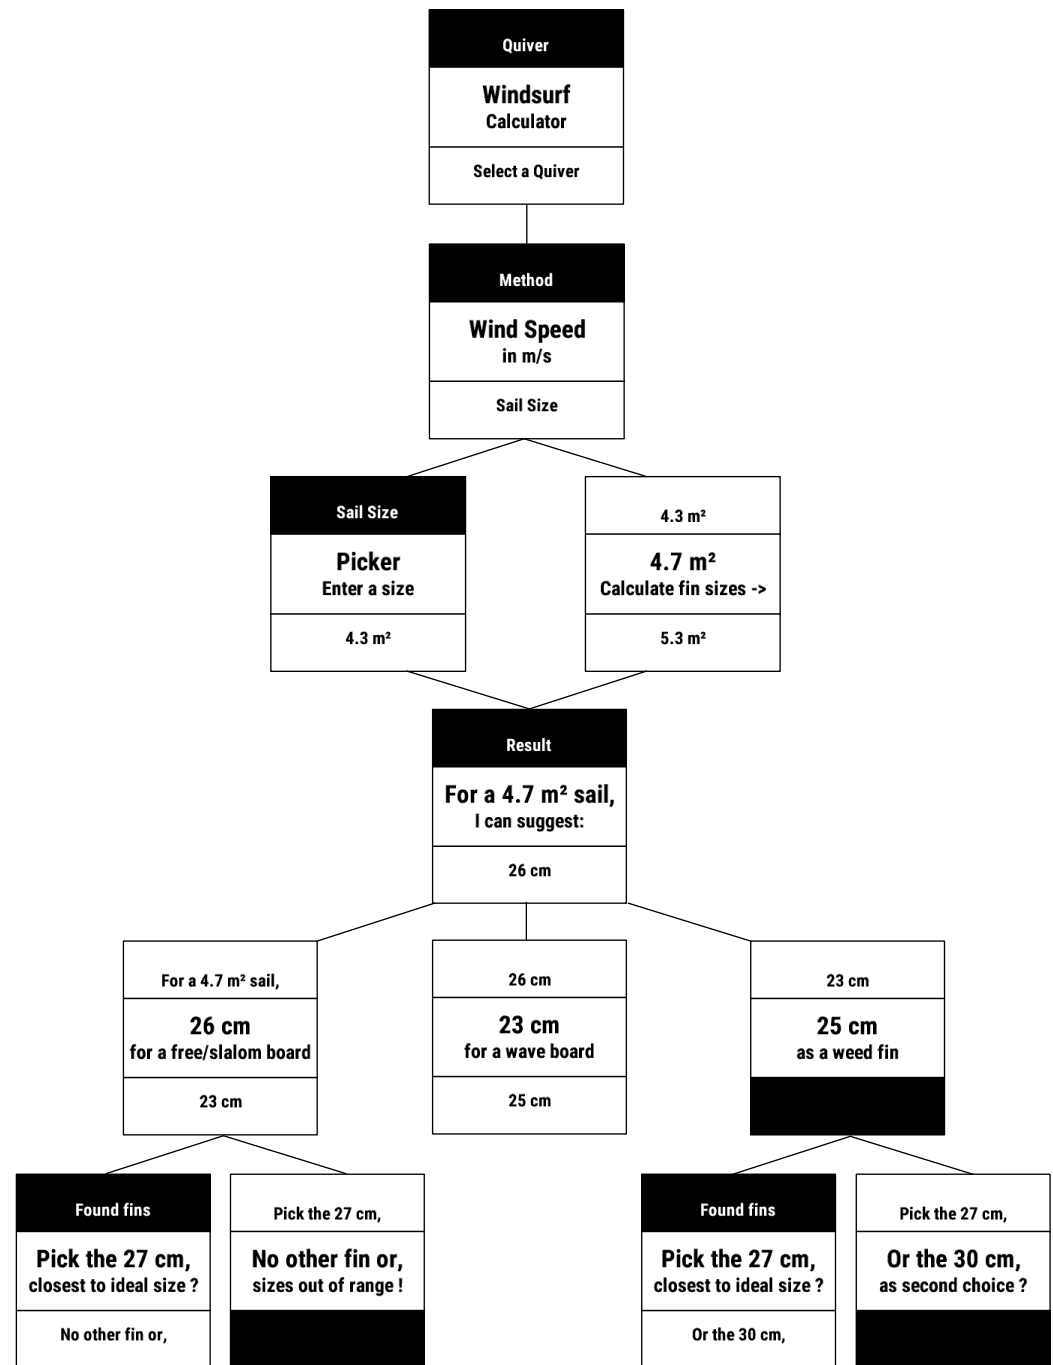 Quiver
Windsurf
Calculator
Select a Quiver
Method
Wind Speed
in m/s
Sail Size
Sail Size
Picker
Enter a size
4.3 m²
4.3 m²
4.7 m²
Calculate fin sizes ->
5.3 m²
Result
For a 4.7 m² sail,
I can suggest:
26 cm
For a 4.7 m² sail,
26 cm
for a free/slalom board
23 cm
26 cm
23 cm
for a wave board
25 cm
23 cm
25 cm
as a weed fin
Found fins
Pick the 27 cm,
closest to ideal size ?
No other fin or,
Pick the 27 cm,
No other fin or,
sizes out of range !
Found fins
Pick the 27 cm,
closest to ideal size ?
Or the 30 cm,
Pick the 27 cm,
Or the 30 cm,
as second choice ?